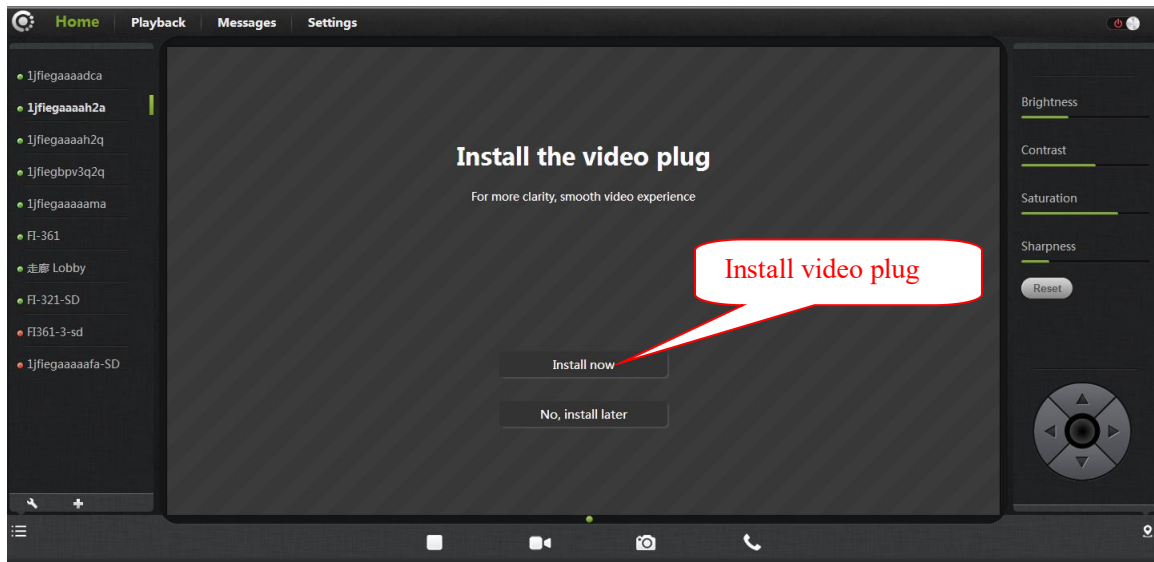 Home Playback Messages Settings
1jfiegaaaadca
1jfiegaaaah2a
1jfiegaaaah2q
1jfiegbpv3q2q
1jfiegaaaaama
FI-361
走廊 Lobby
FI-321-SD
FI361-3-sd
1jfiegaaaaafa-SD
Install the video plug
For more clarity, smooth video experience
Install video plug
Install now
No, install later
Brightness
Contrast
Saturation
Sharpness
Reset